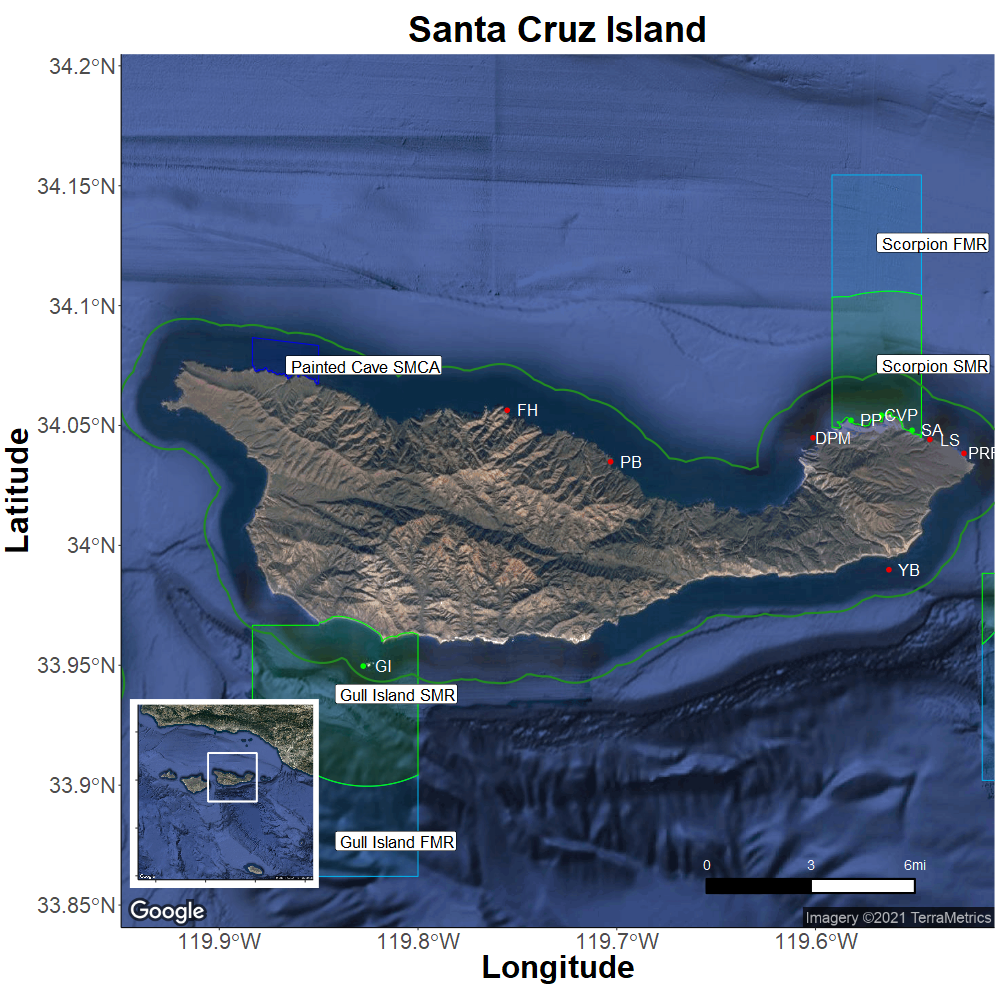 Santa Cruz Island
34.2°N
34.15°N
Scorpion FMR
34.1°N
Painted Cave SMCA
Scorpion SMR
FH
PP
CVP
34.05°N
DPM
SA
LS
PB
Latitude
34°N
YB
33.95°N
GI
Gull Island SMR
33.9°N
Gull Island FMR
0 3 6mi
33.85°N
Google
Imagery ©2021 TerraMetrics
119.9°W 119.8°W 119.7°W 119.6°W
Longitude